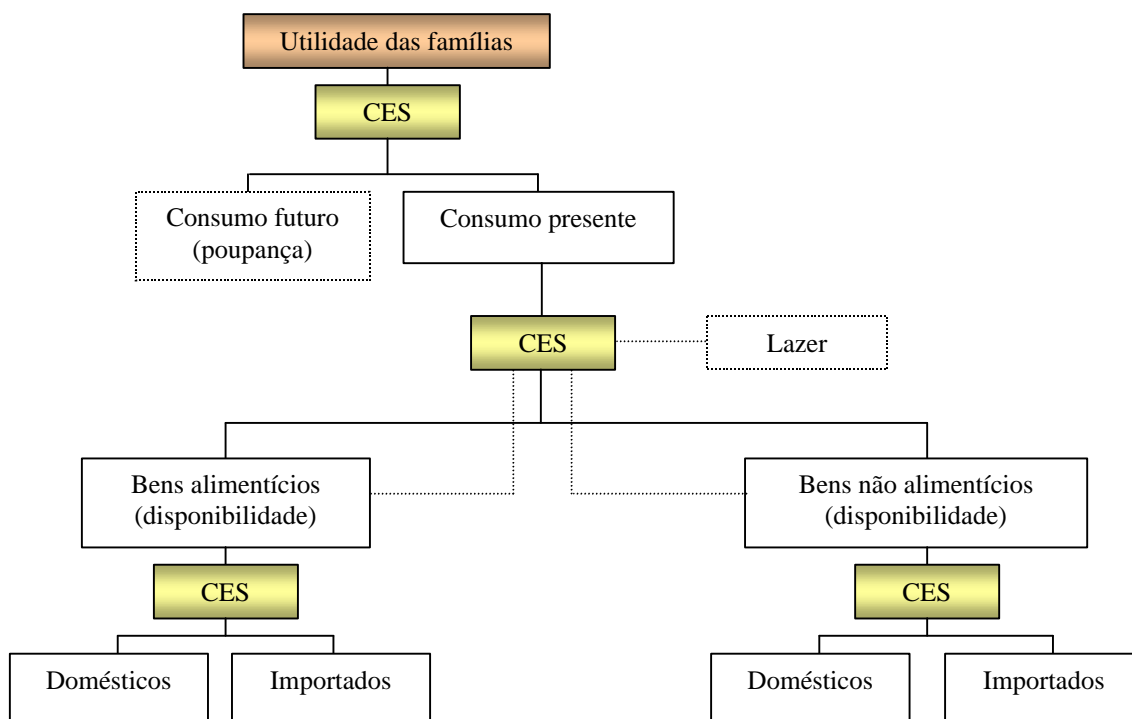 Utilidade das famílias
CES
Consumo futuro
(poupança)
Consumo presente
CES
Lazer
Bens alimentícios
(disponibilidade)
Bens não alimentícios
(disponibilidade)
CES
CES
Domésticos
Importados
Domésticos
Importados